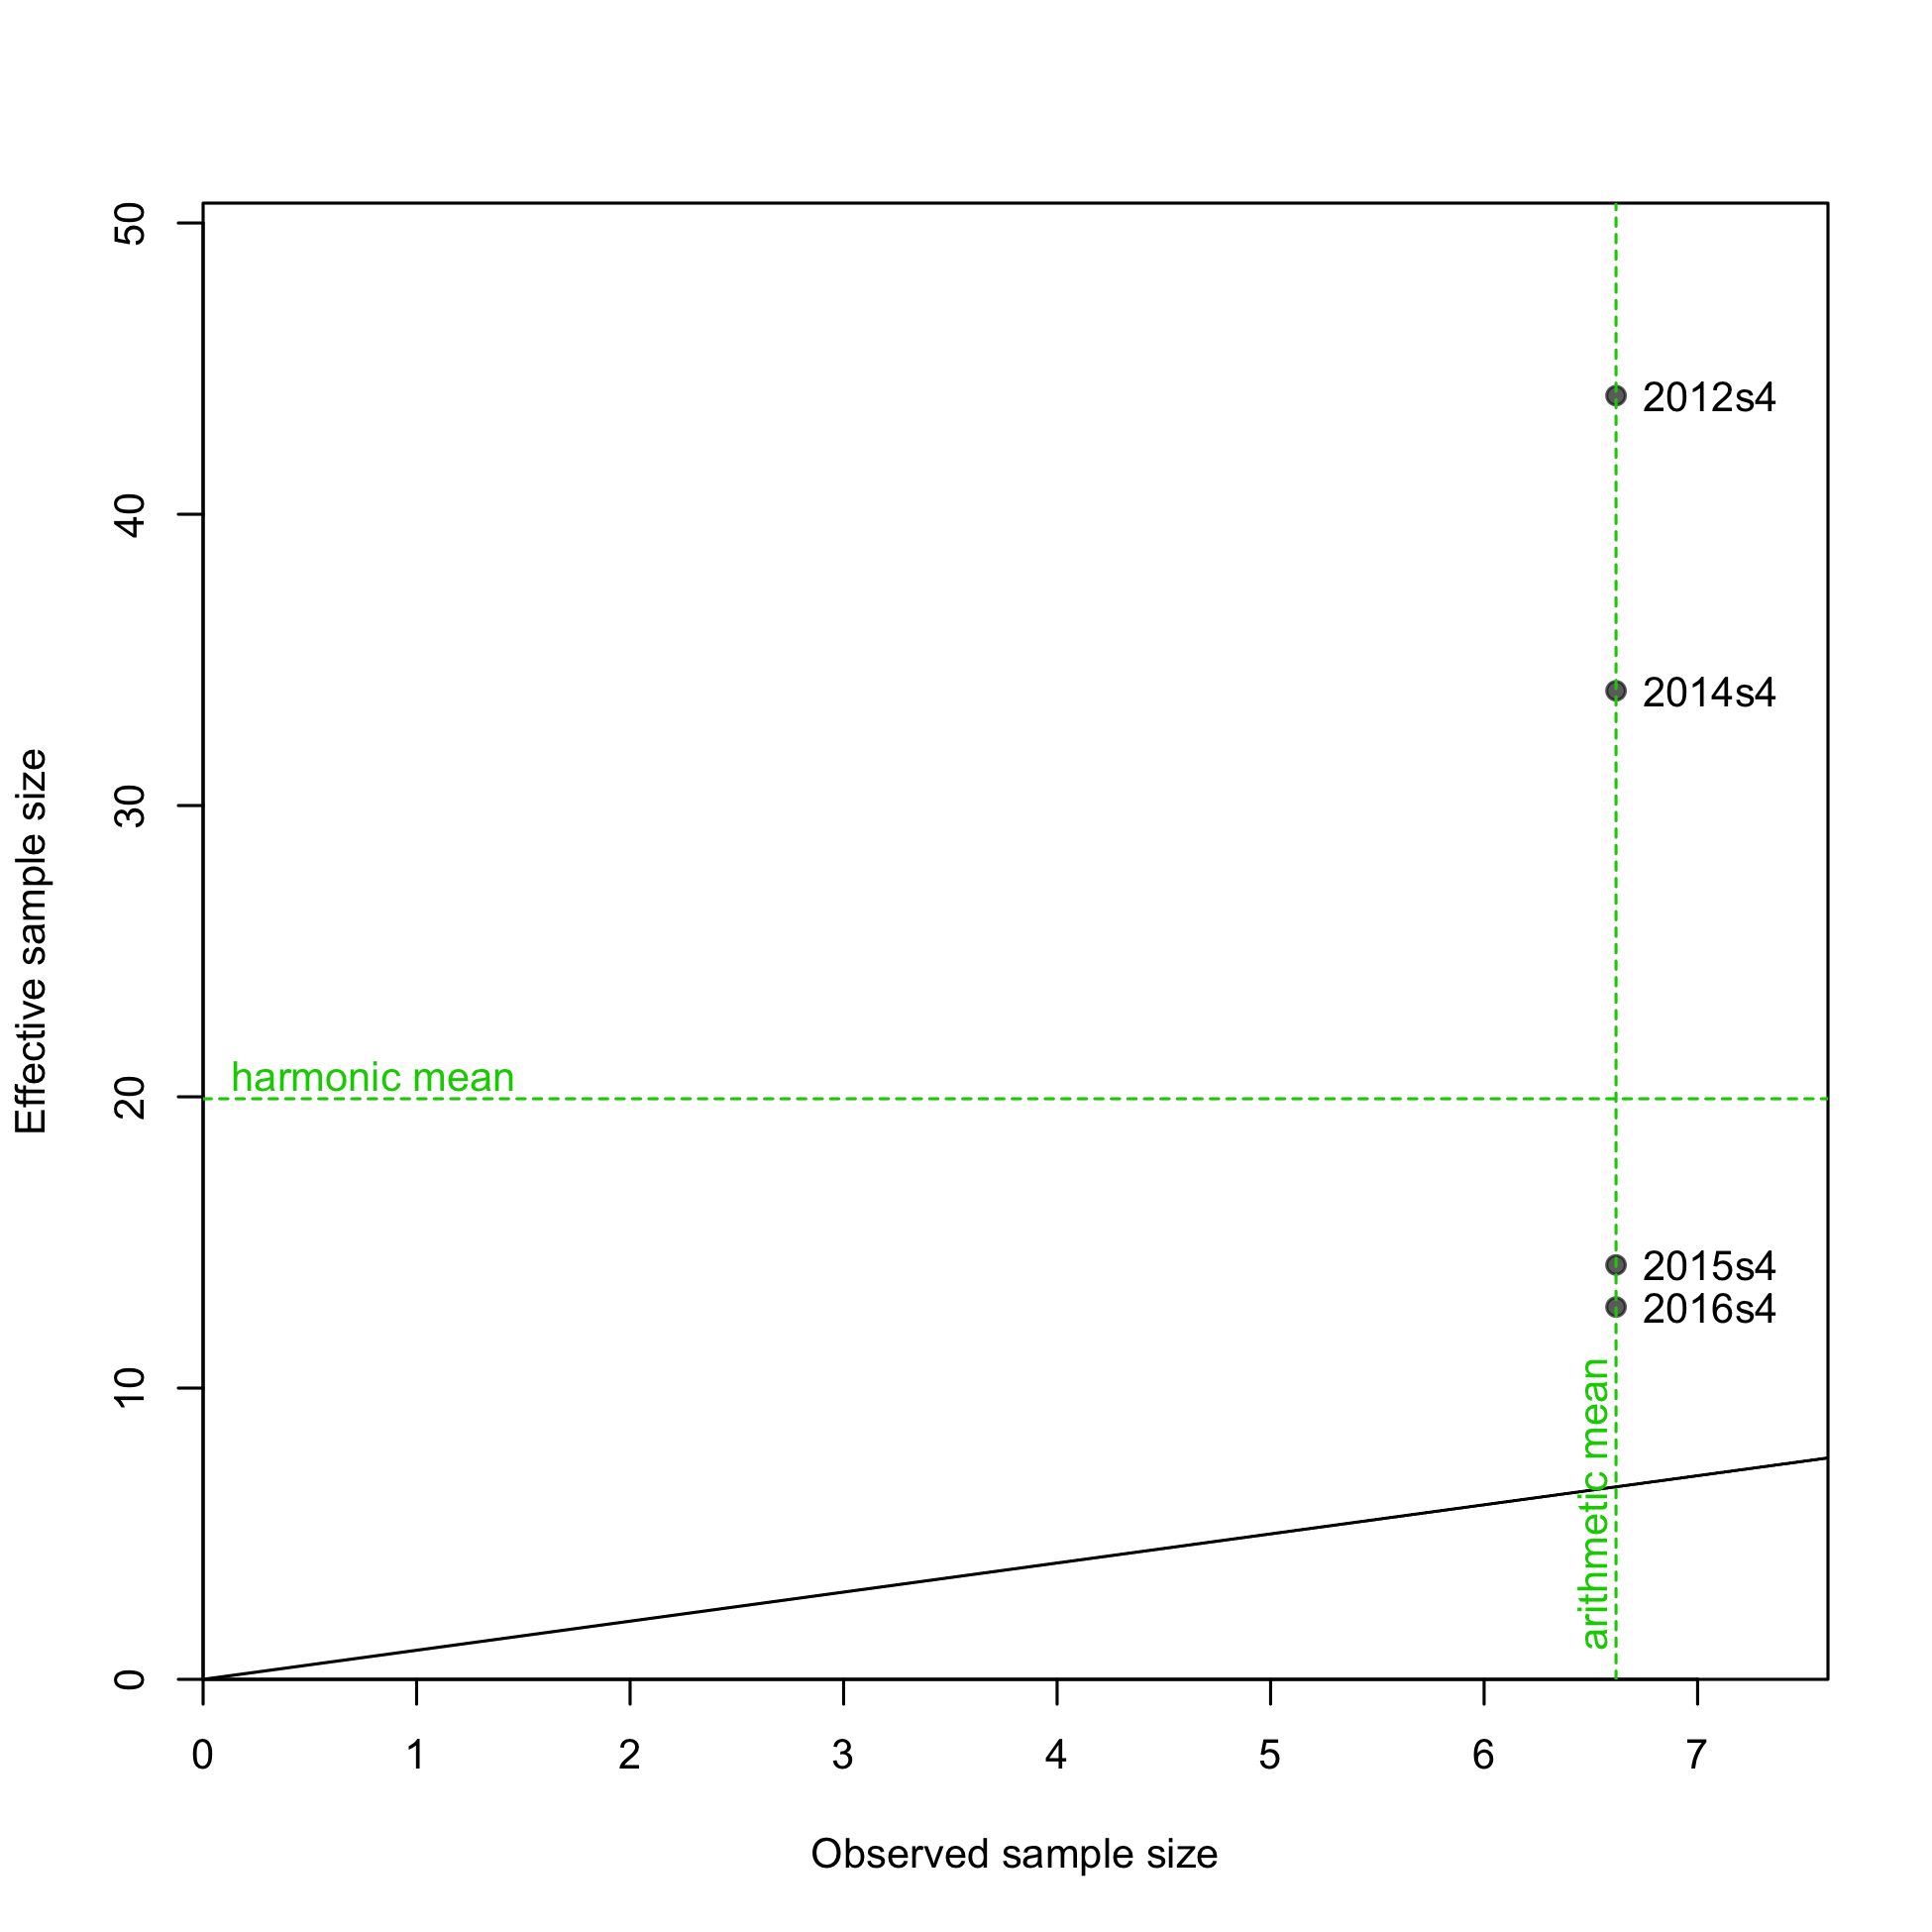 50
40
30
20
10
0
Effective sample size
2012s4
2014s4
harmonic mean
2015s4
2016s4
arithmetic mean
0 1 2 3 4 5 6 7
Observed sample size